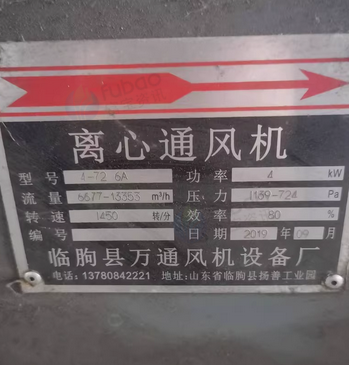 fubao
离心通风机
型号 4-72 6A 功率 4 kW
流量 6677-13353 m³/h 压力 1139-724 Pa
转速 1450 转/分 效率 80 %
编号 日期 2019 年 09 月
临朐县万通风机设备厂
电话:13780842221 地址:山东省临朐县扬善工业园